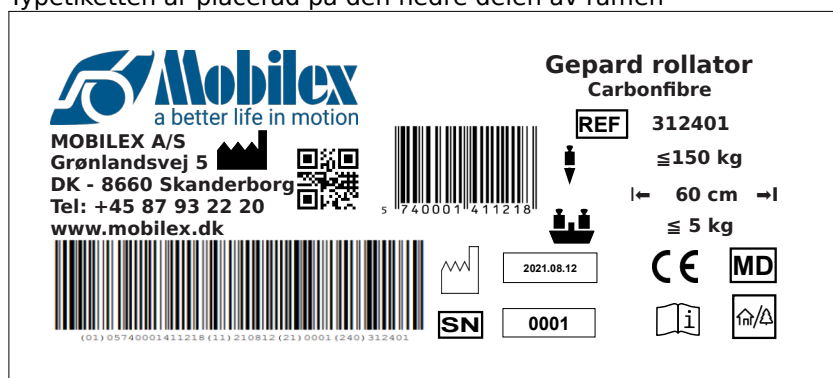 Typetiketten är placerad på den nedre delen av ramen
Mobilex
a better life in motion
MOBILEX A/S
Grønlandsvej 5
DK - 8660 Skanderborg
Tel: +45 87 93 22 20
www.mobilex.dk
5 740001 411218
(01)05740001411218(11)210812(21)0001(240)312401
Gepard rollator
Carbonfibre
REF 312401
≦150 kg
60 cm
≦ 5 kg
2021.08.12
CE MD
SN 0001
i